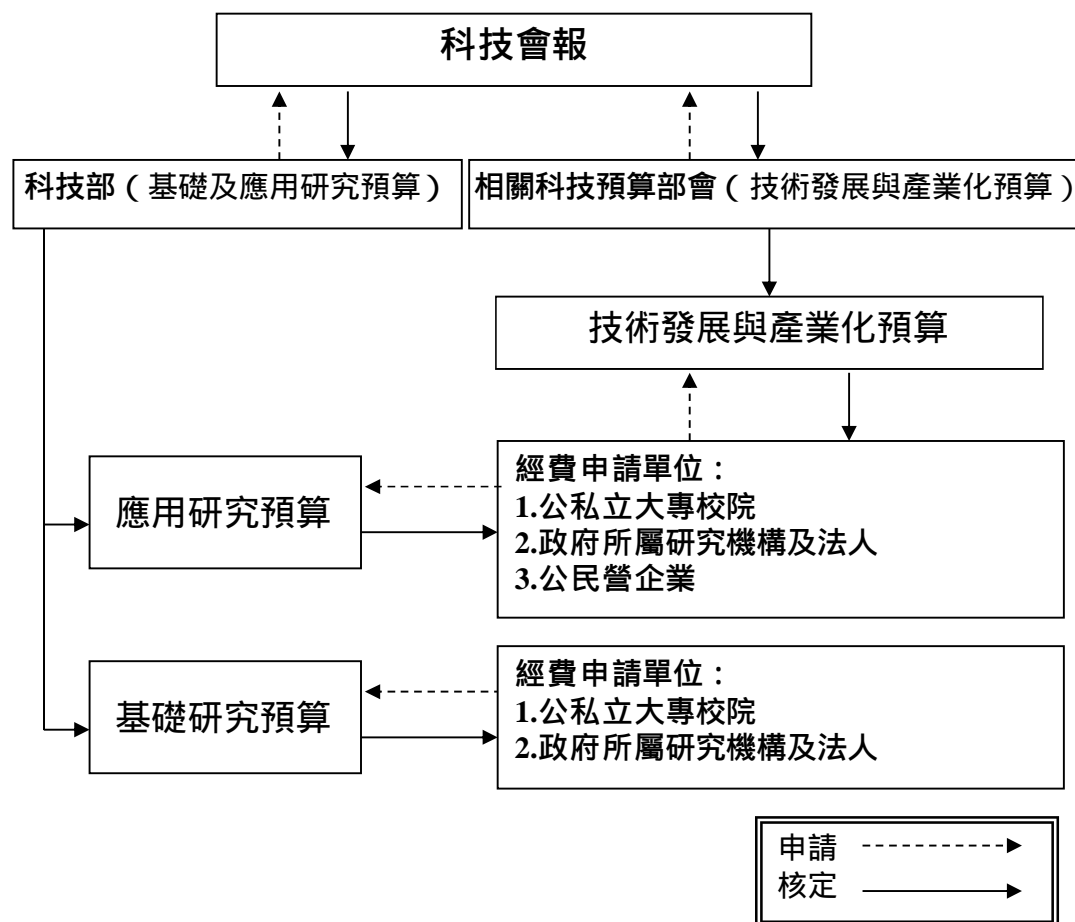 科技會報
科技部（基礎及應用研究預算）
相關科技預算部會（技術發展與產業化預算）
技術發展與產業化預算
應用研究預算
經費申請單位：
1.公私立大專校院
2.政府所屬研究機構及法人
3.公民營企業
基礎研究預算
經費申請單位：
1.公私立大專校院
2.政府所屬研究機構及法人
申請
核定